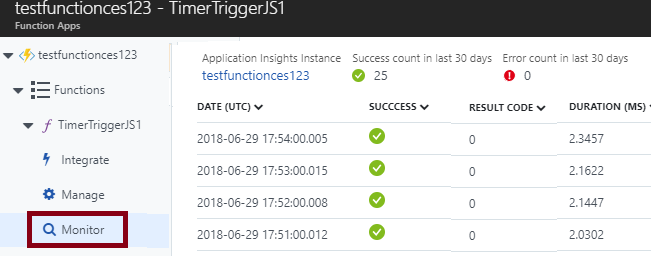 testfunctionces123 - TimerTriggerJS1
Function Apps
testfunctionces123
Functions
TimerTriggerJS1
Integrate
Manage
Monitor
Application Insights Instance Success count in last 30 days Error count in last 30 days
testfunctionces123 25 0
DATE (UTC) SUCCCESS RESULT CODE DURATION (MS)
2018-06-29 17:54:00.005 0 2.3457
2018-06-29 17:53:00.015 0 2.1622
2018-06-29 17:52:00.008 0 2.1447
2018-06-29 17:51:00.012 0 2.0302